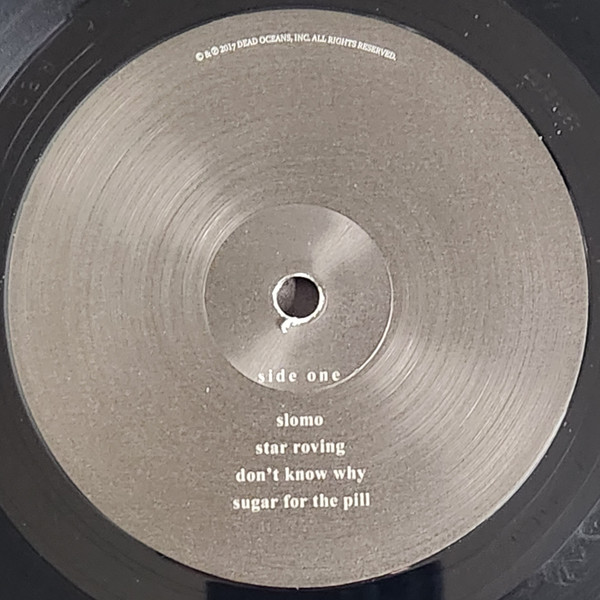 © & ℗ 2017 DEAD OCEANS, INC. ALL RIGHTS RESERVED.
side one
slomo
star roving
don't know why
sugar for the pill